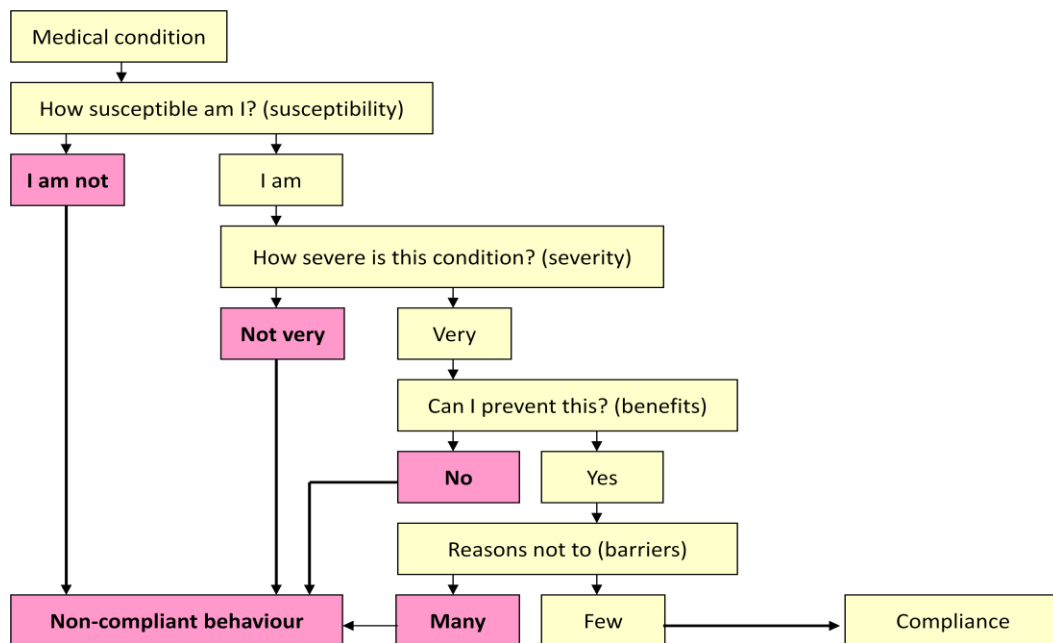 Medical condition
How susceptible am I? (susceptibility)
I am not
I am
How severe is this condition? (severity)
Not very
Very
Can I prevent this? (benefits)
No
Yes
Reasons not to (barriers)
Non-compliant behaviour
Many
Few
Compliance